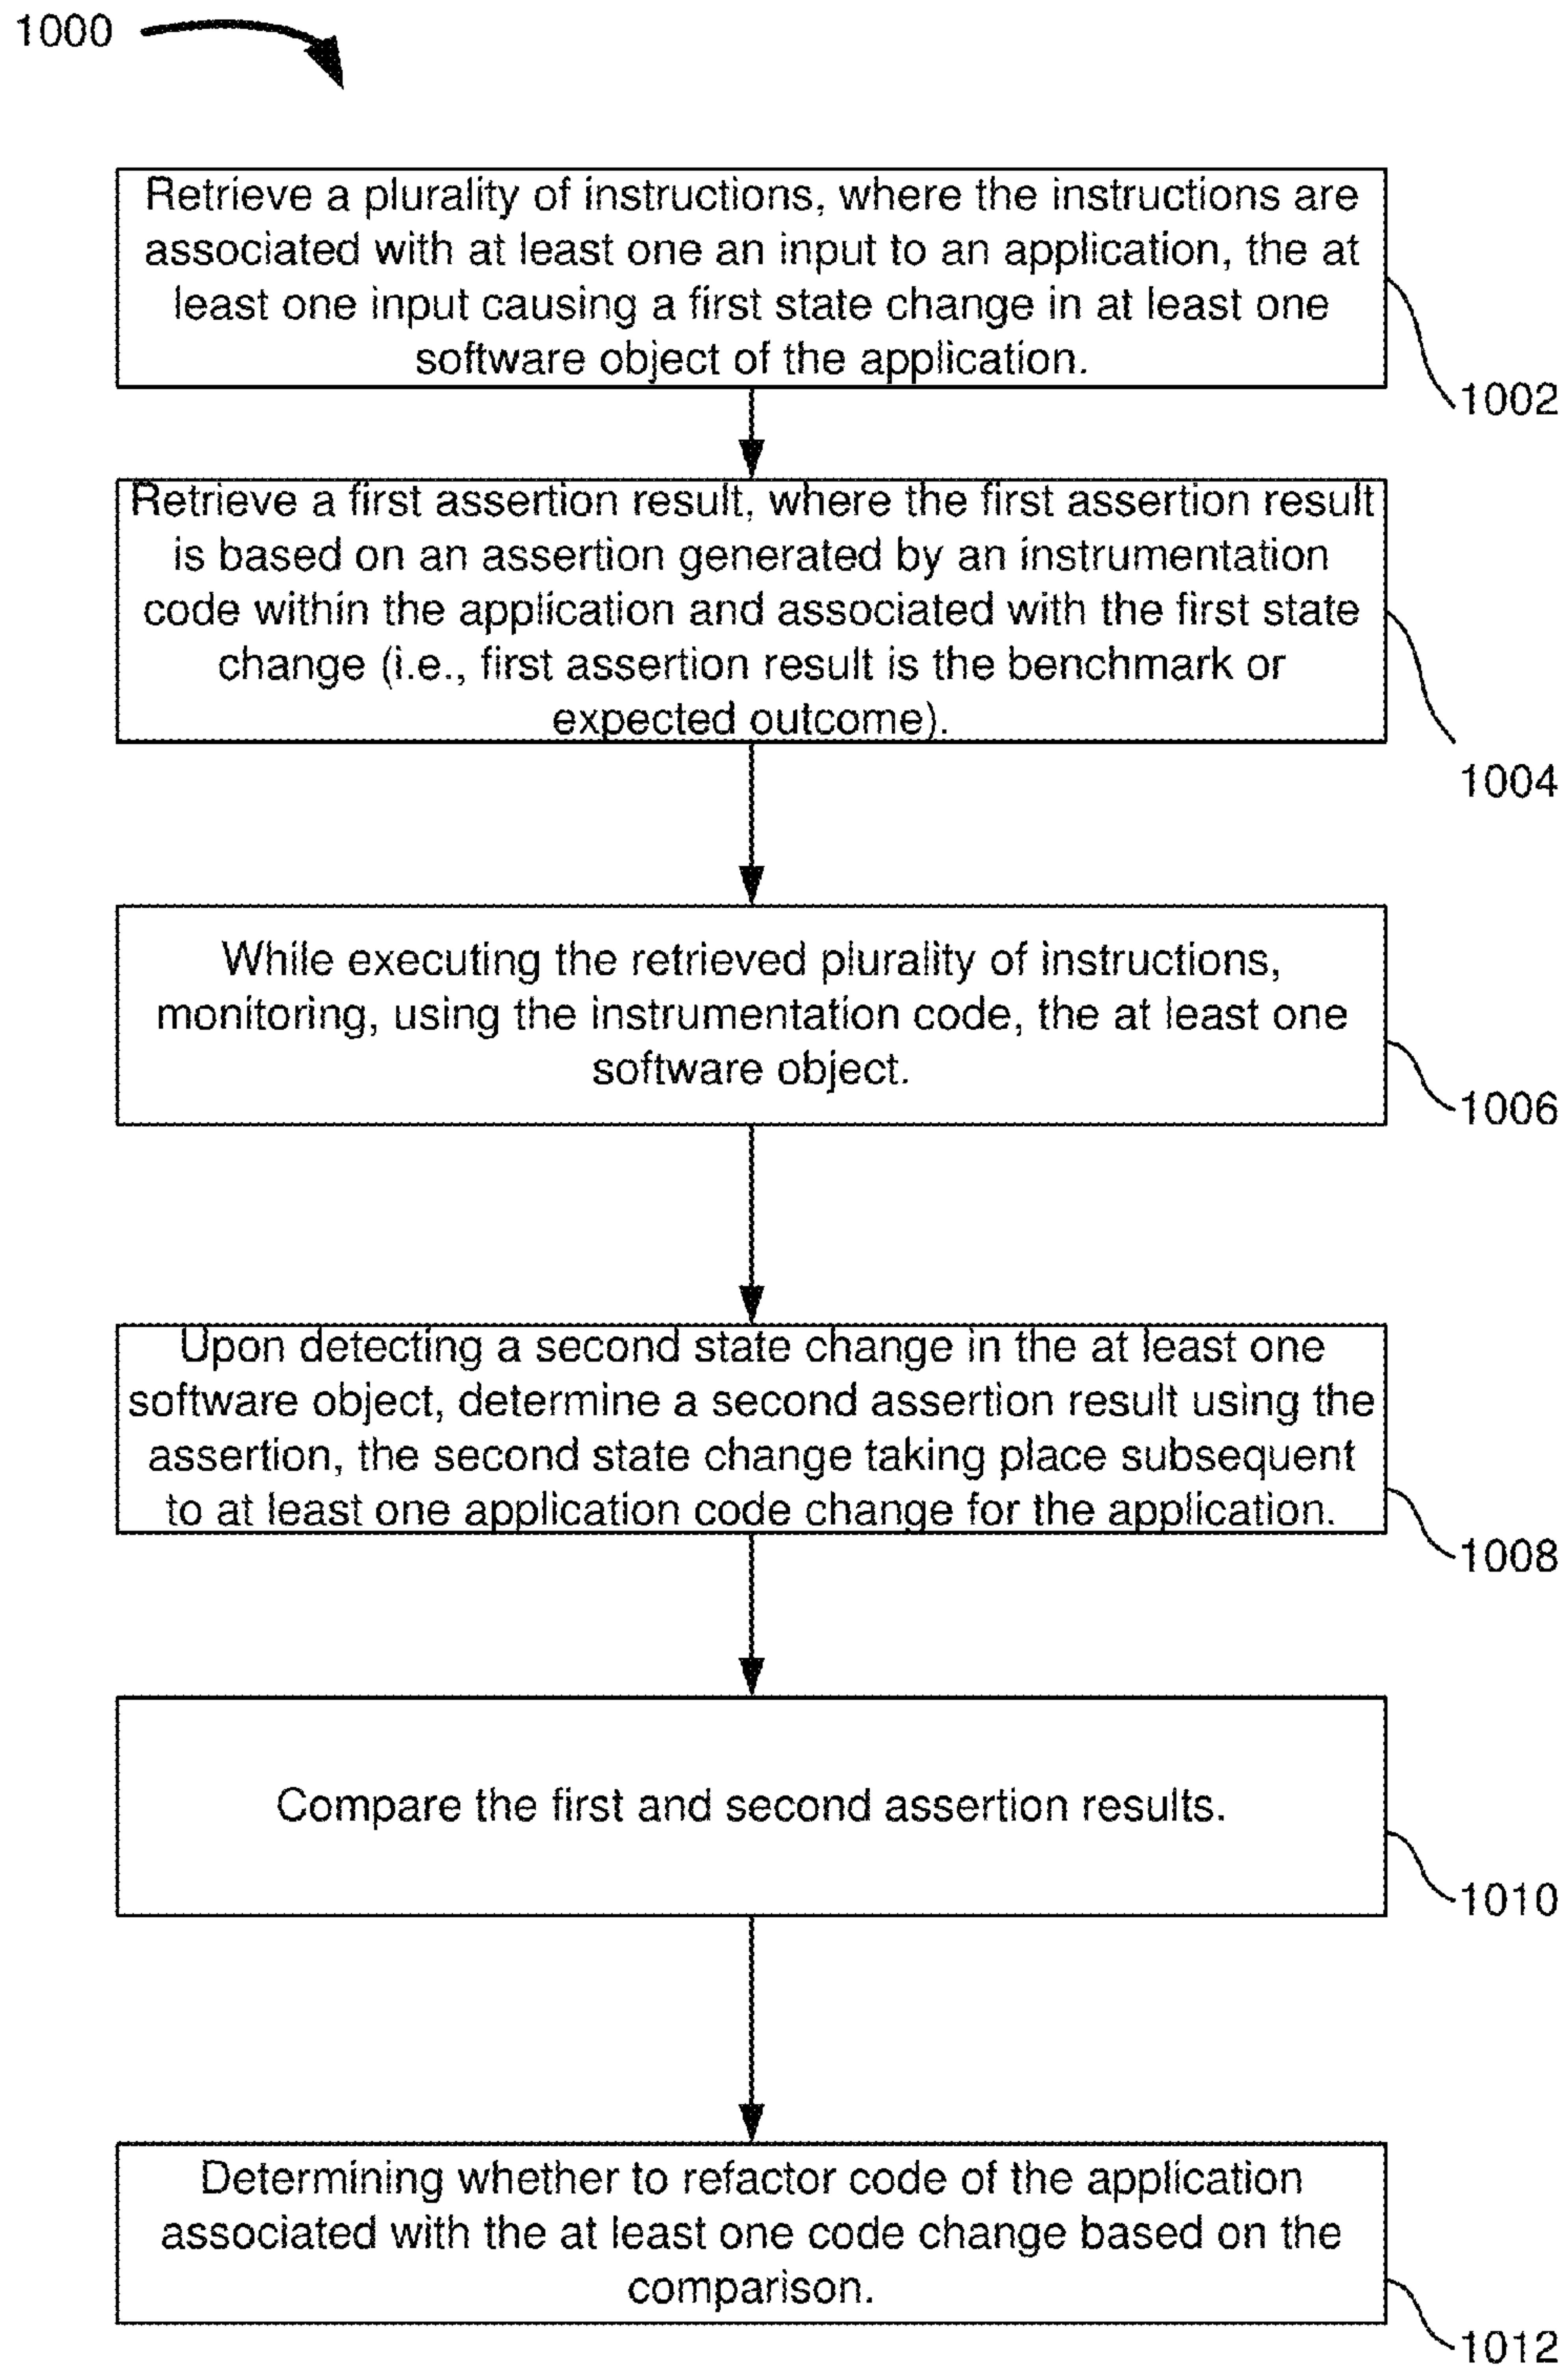 1000
Retrieve a plurality of instructions, where the instructions are
associated with at least one an input to an application, the at
least one input causing a first state change in at least one
software object of the application.
1002
Retrieve a first assertion result, where the first assertion result
is based on an assertion generated by an instrumentation
code within the application and associated with the first state
change (i.e., first assertion result is the benchmark or
expected outcome).
1004
While executing the retrieved plurality of instructions,
monitoring, using the instrumentation code, the at least one
software object.
1006
Upon detecting a second state change in the at least one
software object, determine a second assertion result using the
assertion, the second state change taking place subsequent
to at least one application code change for the application.
1008
Compare the first and second assertion results.
1010
Determining whether to refactor code of the application
associated with the at least one code change based on the
comparison.
1012